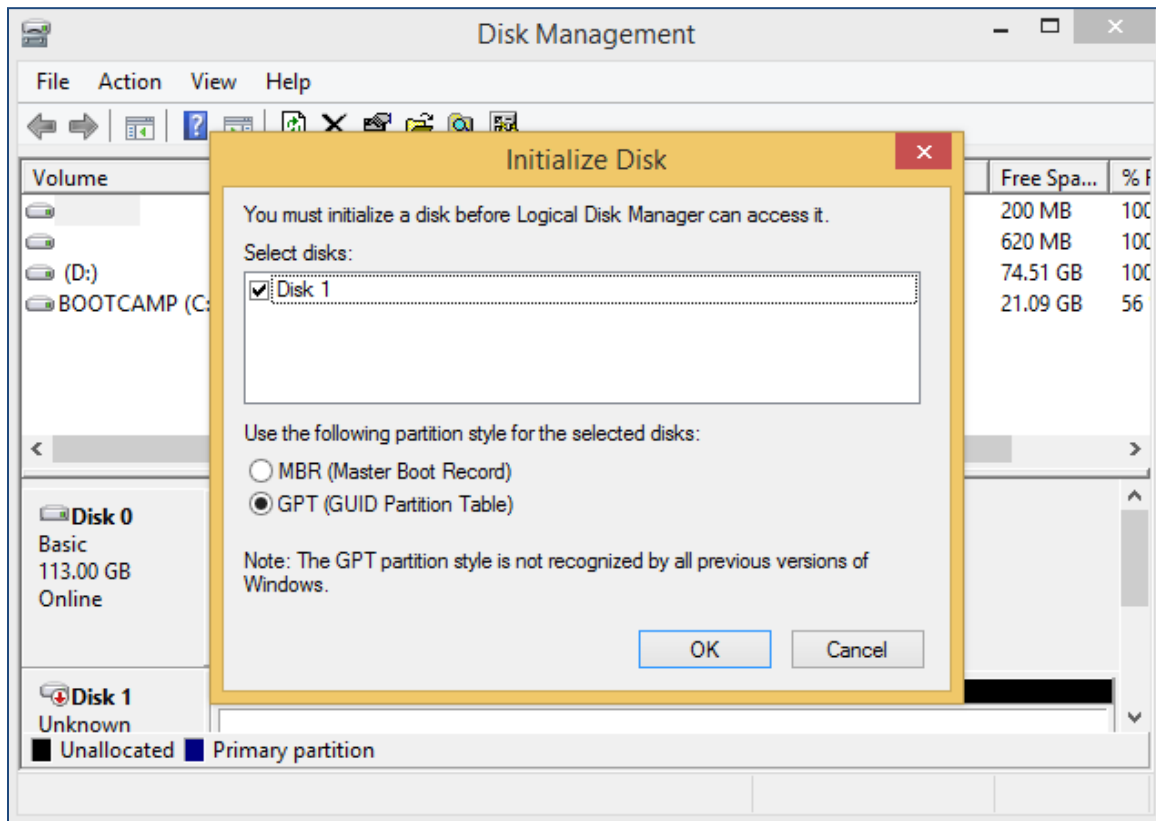 Disk Management
File Action View Help
Initialize Disk
Volume Free Spa... % F
You must initialize a disk before Logical Disk Manager can access it.
200 MB 100
Select disks:
620 MB 100
(D:) 74.51 GB 100
Disk 1
BOOTCAMP (C: 21.09 GB 56
Use the following partition style for the selected disks:
MBR (Master Boot Record)
GPT (GUID Partition Table)
Note: The GPT partition style is not recognized by all previous versions of
Windows.
OK Cancel
Disk 0
Basic
113.00 GB
Online
Disk 1
Unknown
Unallocated Primary partition